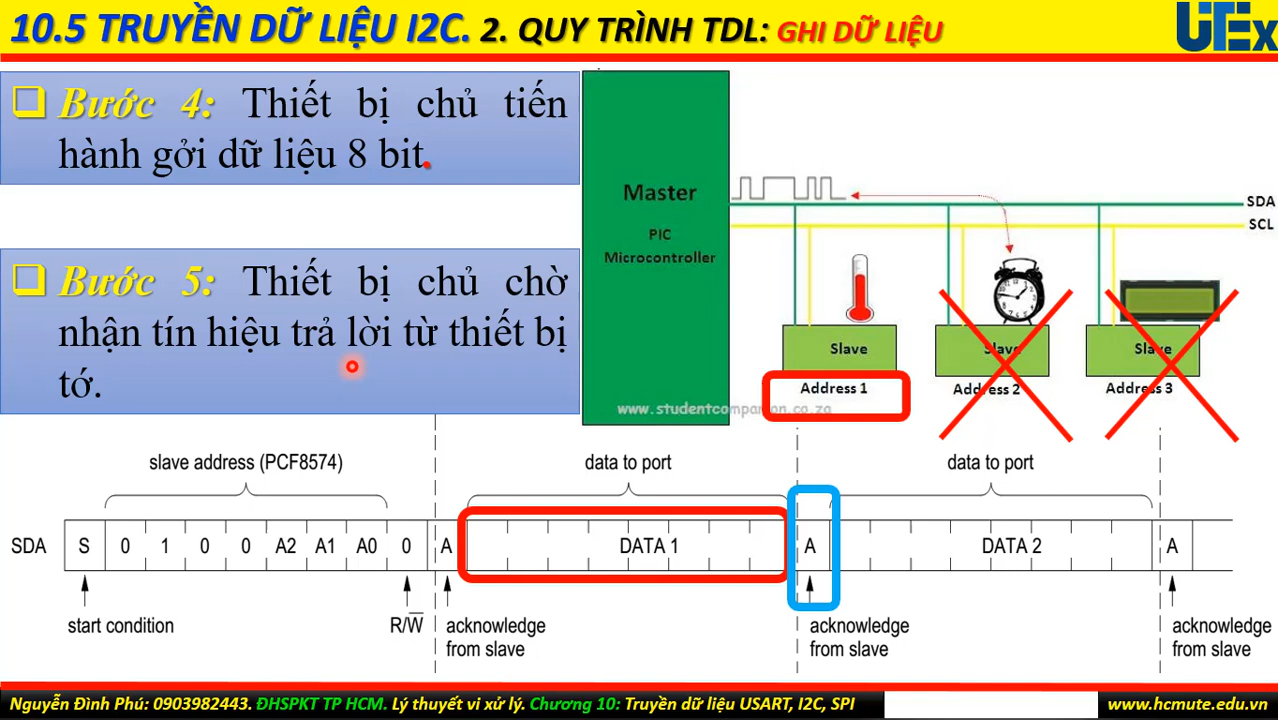 10.5 TRUYỀN DỮ LIỆU I2C. 2. QUY TRÌNH TDL: GHI DỮ LIỆU
UTEx
Bước 4: Thiết bị chủ tiến
hành gởi dữ liệu 8 bit.
Bước 5: Thiết bị chủ chờ
nhận tín hiệu trả lời từ thiết bị
tớ.
Master
PIC
Microcontroller
SDA
SCL
Slave
Slave
Slave
Address 1
Address 2
Address 3
www.studentcompanion.co.za
slave address (PCF8574)
data to port
data to port
SDA S 0 1 0 0 A2 A1 A0 0 A DATA 1 A DATA 2 A
start condition
R/W̅
acknowledge
from slave
acknowledge
from slave
acknowledge
from slave
Nguyễn Đình Phú: 0903982443. ĐHSPKT TP HCM. Lý thuyết vi xử lý. Chương 10: Truyền dữ liệu USART, I2C, SPI
www.hcmute.edu.vn